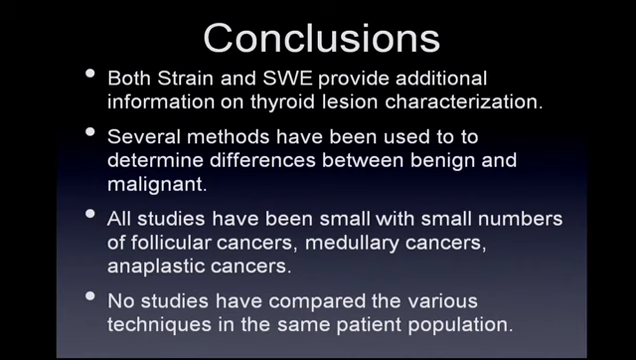 Conclusions
• Both Strain and SWE provide additional
information on thyroid lesion characterization.
• Several methods have been used to to
determine differences between benign and
malignant.
• All studies have been small with small numbers
of follicular cancers, medullary cancers,
anaplastic cancers.
• No studies have compared the various
techniques in the same patient population.